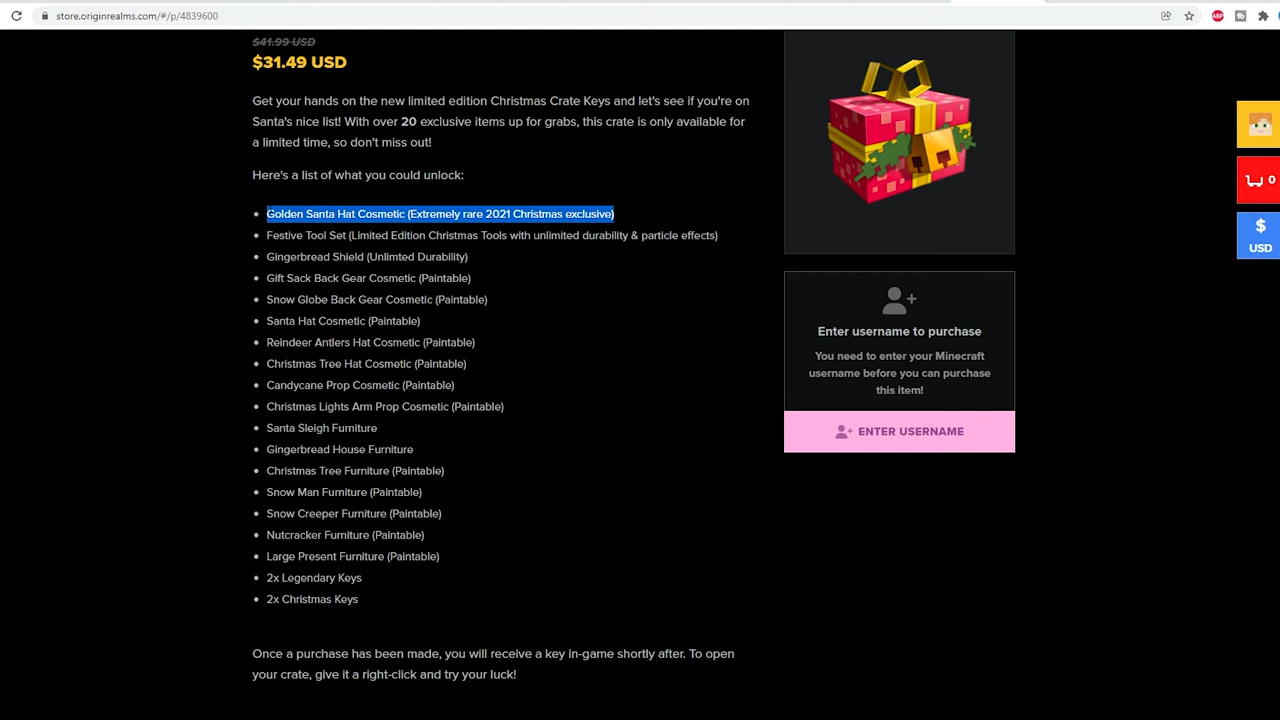 store.originrealms.com/#/p/4839600
ABP
$41.99 USD
$31.49 USD
Get your hands on the new limited edition Christmas Crate Keys and let's see if you're on
Santa's nice list! With over 20 exclusive items up for grabs, this crate is only available for
a limited time, so don't miss out!
Here's a list of what you could unlock:
Golden Santa Hat Cosmetic (Extremely rare 2021 Christmas exclusive)
Festive Tool Set (Limited Edition Christmas Tools with unlimited durability & particle effects)
Gingerbread Shield (Unlimted Durability)
Gift Sack Back Gear Cosmetic (Paintable)
Snow Globe Back Gear Cosmetic (Paintable)
Santa Hat Cosmetic (Paintable)
Reindeer Antlers Hat Cosmetic (Paintable)
Christmas Tree Hat Cosmetic (Paintable)
Candycane Prop Cosmetic (Paintable)
Christmas Lights Arm Prop Cosmetic (Paintable)
Santa Sleigh Furniture
Gingerbread House Furniture
Christmas Tree Furniture (Paintable)
Snow Man Furniture (Paintable)
Snow Creeper Furniture (Paintable)
Nutcracker Furniture (Paintable)
Large Present Furniture (Paintable)
2x Legendary Keys
2x Christmas Keys
Once a purchase has been made, you will receive a key in-game shortly after. To open
your crate, give it a right-click and try your luck!
Enter username to purchase
You need to enter your Minecraft
username before you can purchase
this item!
ENTER USERNAME
0
$
USD